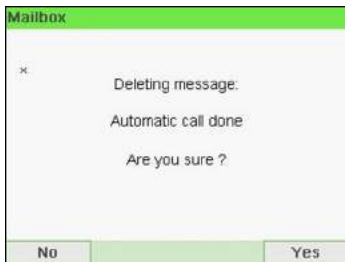 Mailbox
×
Deleting message:
Automatic call done
Are you sure ?
No
Yes